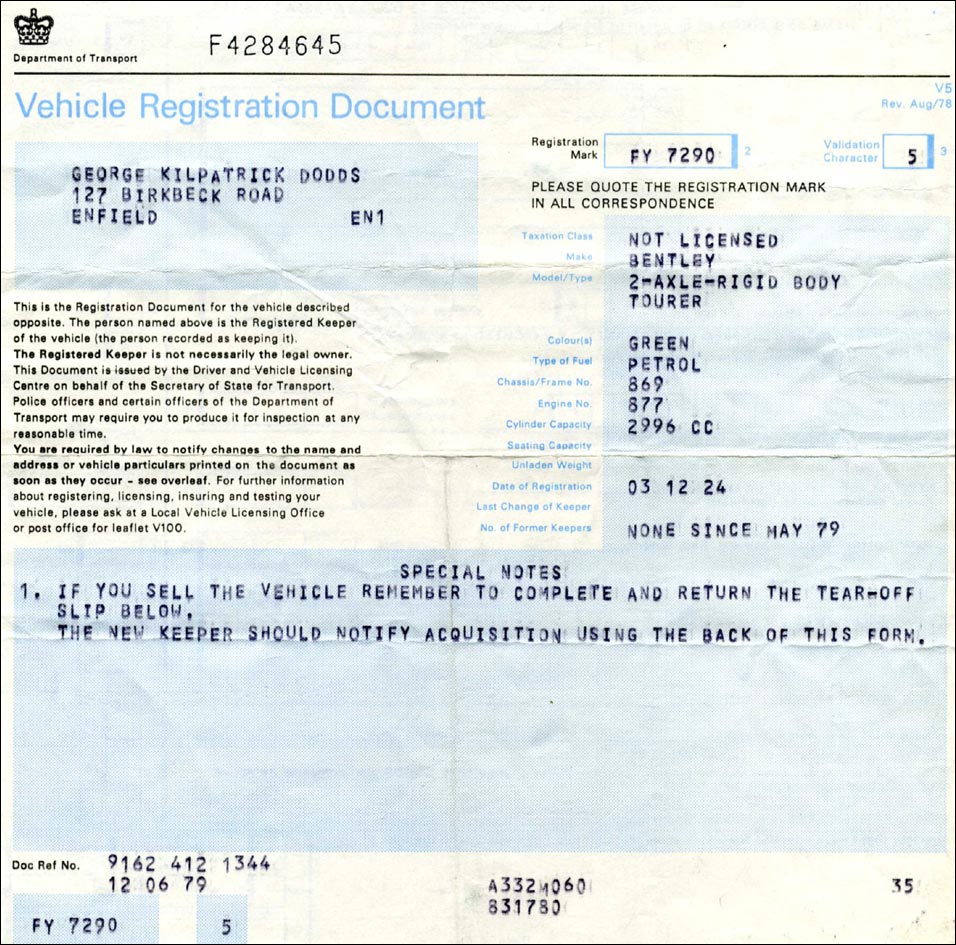 Department of Transport
F4284645
Vehicle Registration Document
V5
Rev. Aug/78
Registration Mark FY 7290 2
Validation Character 5 3
GEORGE KILPATRICK DODDS
127 BIRKBECK ROAD
ENFIELD EN1
PLEASE QUOTE THE REGISTRATION MARK
IN ALL CORRESPONDENCE
Taxation Class NOT LICENSED
Make BENTLEY
Model/Type 2-AXLE-RIGID BODY
TOURER
Colour(s) GREEN
Type of Fuel PETROL
Chassis/Frame No. 869
Engine No. 877
Cylinder Capacity 2996 CC
Seating Capacity
Unladen Weight
Date of Registration 03 12 24
Last Change of Keeper
No. of Former Keepers NONE SINCE MAY 79
This is the Registration Document for the vehicle described
opposite. The person named above is the Registered Keeper
of the vehicle (the person recorded as keeping it).
The Registered Keeper is not necessarily the legal owner.
This Document is issued by the Driver and Vehicle Licensing
Centre on behalf of the Secretary of State for Transport.
Police officers and certain officers of the Department of
Transport may require you to produce it for inspection at any
reasonable time.
You are required by law to notify changes to the name and
address or vehicle particulars printed on the document as
soon as they occur - see overleaf. For further information
about registering, licensing, insuring and testing your
vehicle, please ask at a Local Vehicle Licensing Office
or post office for leaflet V100.
SPECIAL NOTES
1. IF YOU SELL THE VEHICLE REMEMBER TO COMPLETE AND RETURN THE TEAR-OFF
SLIP BELOW.
THE NEW KEEPER SHOULD NOTIFY ACQUISITION USING THE BACK OF THIS FORM.
Doc Ref No. 9162 412 1344
12 06 79
A332M060 35
831780
FY 7290 5